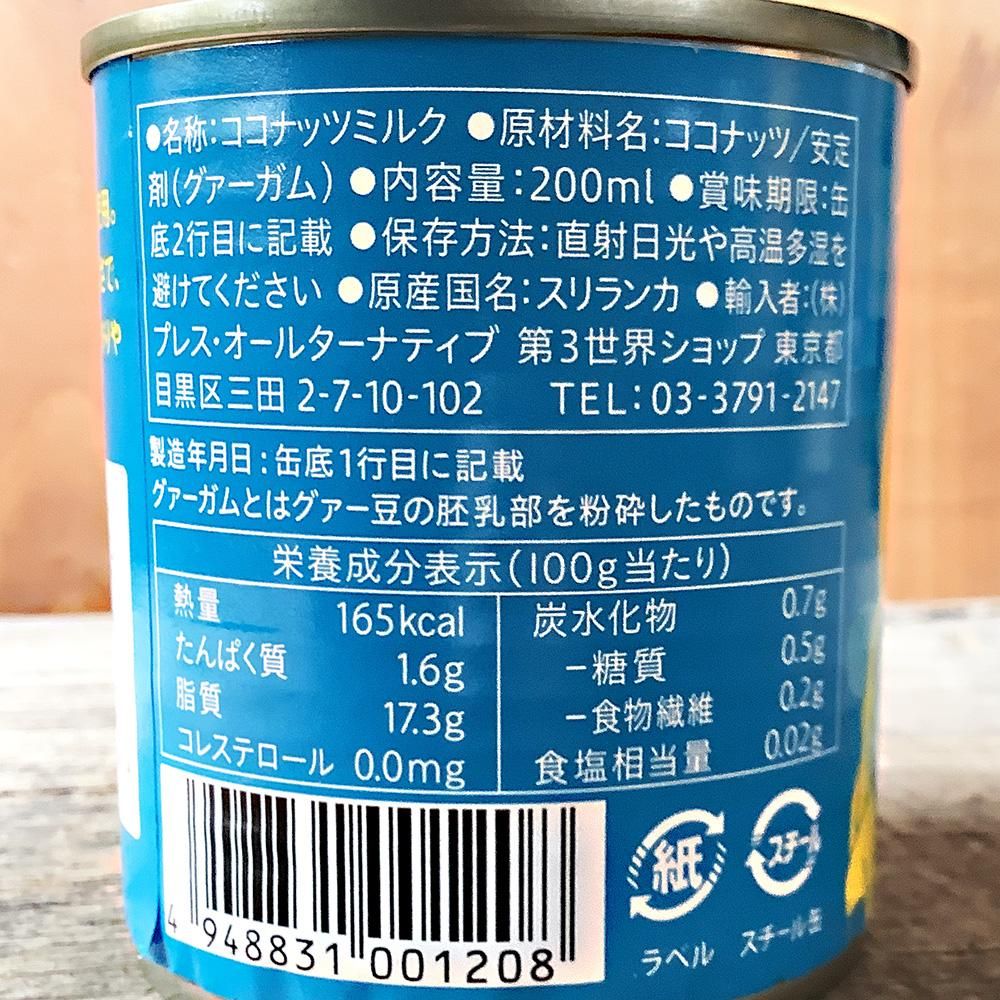 ●名称:ココナッツミルク ●原材料名:ココナッツ/安定
剤(グァーガム) ●内容量:200ml ●賞味期限:缶
底2行目に記載 ●保存方法:直射日光や高温多湿を
避けてください ●原産国名:スリランカ ●輸入者:(株)
プレス・オールターナティブ 第3世界ショップ 東京都
目黒区三田 2-7-10-102 TEL:03-3791-2147
製造年月日:缶底1行目に記載
グァーガムとはグァー豆の胚乳部を粉砕したものです。
栄養成分表示(100g当たり)
熱量 165kcal
たんぱく質 1.6g
脂質 17.3g
コレステロール 0.0mg
炭水化物 0.7g
-糖質 0.5g
-食物繊維 0.2g
食塩相当量 0.02g
4 948831 001208
紙
ラベル
スチール
スチール缶